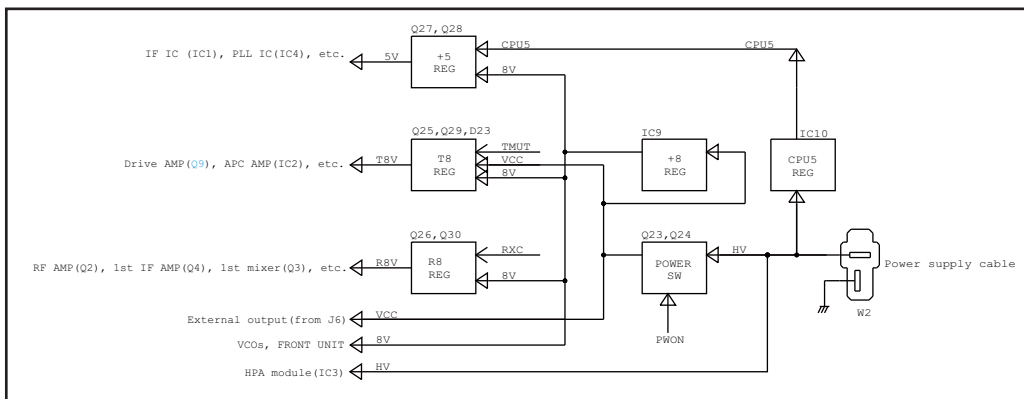 Q27,Q28
IF IC (IC1), PLL IC(IC4), etc.
5V
+5
REG
CPU5
CPU5
8V
Q25,Q29,D23
IC9
IC10
Drive AMP(Q9), APC AMP(IC2), etc.
T8V
T8
REG
TMUT
VCC
8V
+8
REG
CPU5
REG
Q26,Q30
Q23,Q24
RF AMP(Q2), 1st IF AMP(Q4), 1st mixer(Q3), etc.
R8V
R8
REG
RXC
8V
POWER
SW
HV
Power supply cable
W2
External output(from J6)
VCC
PWON
VCOs, FRONT UNIT
8V
HPA module(IC3)
HV